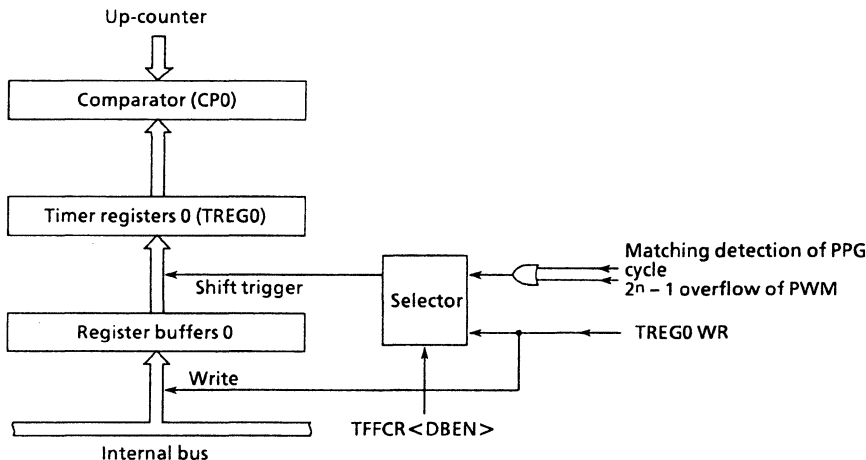 Up-counter
Comparator (CP0)
Timer registers 0 (TREG0)
Matching detection of PPG
cycle
2ⁿ – 1 overflow of PWM
Shift trigger
Selector
Register buffers 0
TREG0 WR
Write
TFFCR<DBEN>
Internal bus